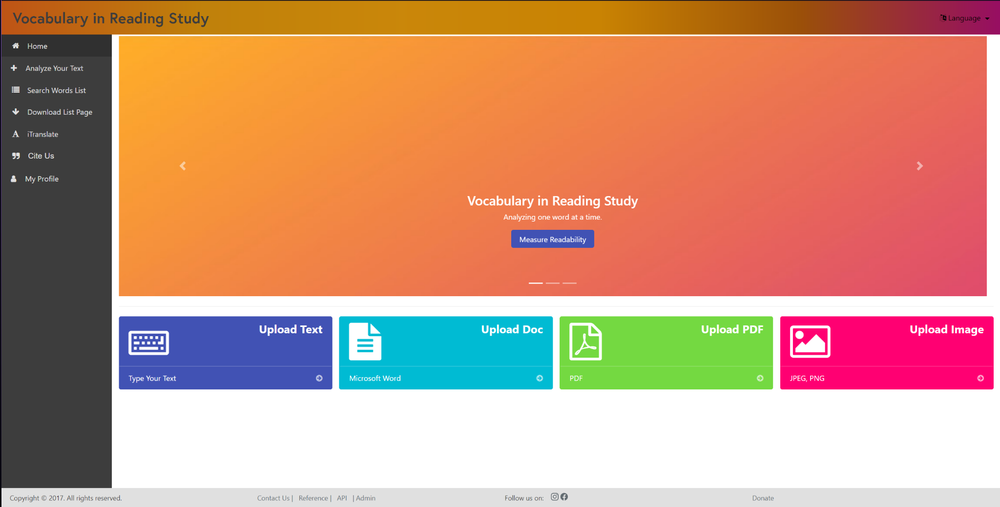 Vocabulary in Reading Study
Language
Home
Analyze Your Text
Search Words List
Download List Page
iTranslate
Cite Us
My Profile
Vocabulary in Reading Study
Analyzing one word at a time.
Measure Readability
Upload Text
Type Your Text
Upload Doc
Microsoft Word
Upload PDF
PDF
Upload Image
JPEG, PNG
Copyright © 2017. All rights reserved.
Contact Us | Reference | API | Admin
Follow us on:
Donate